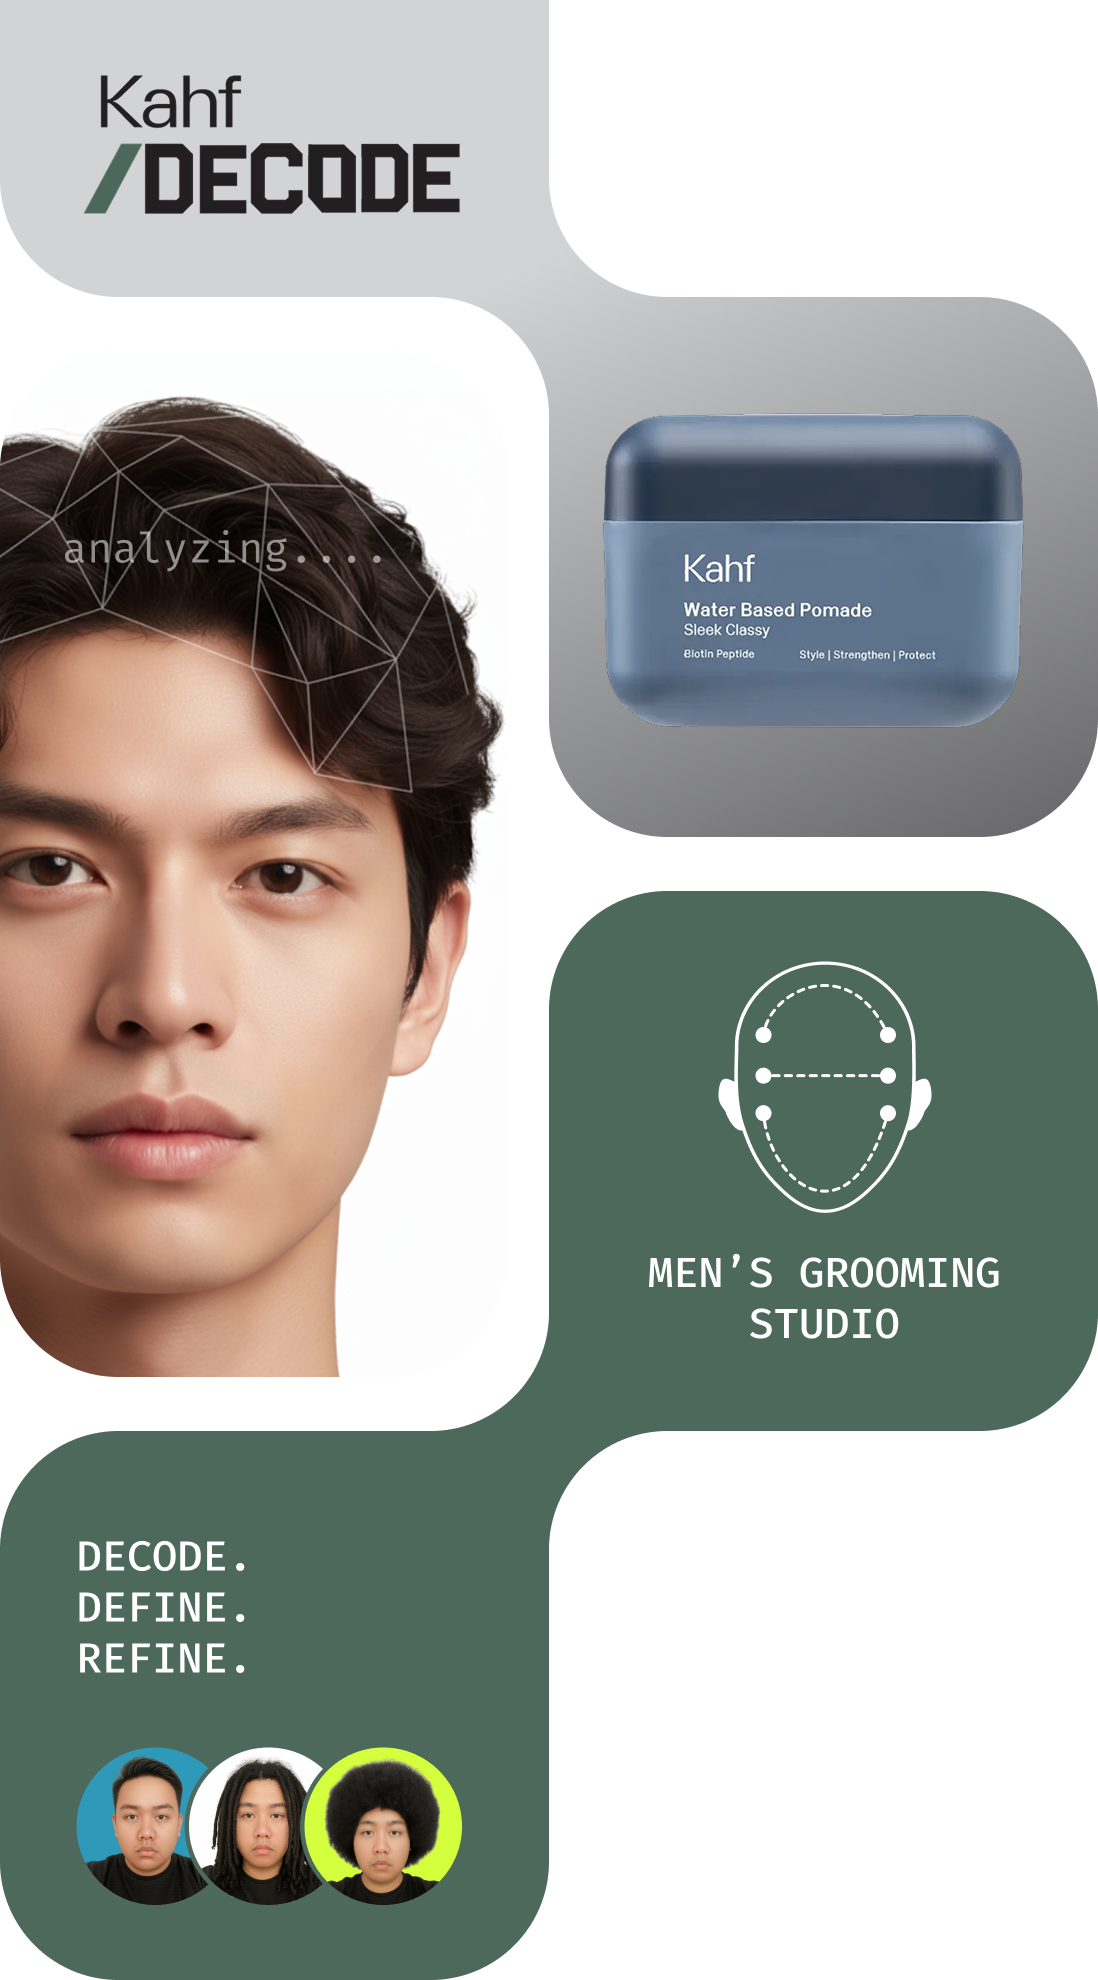 Kahf
/DECODE
analyzing....
Kahf
Water Based Pomade
Sleek Classy
Biotin Peptide
Style | Strengthen | Protect
MEN’S GROOMING
STUDIO
DECODE.
DEFINE.
REFINE.